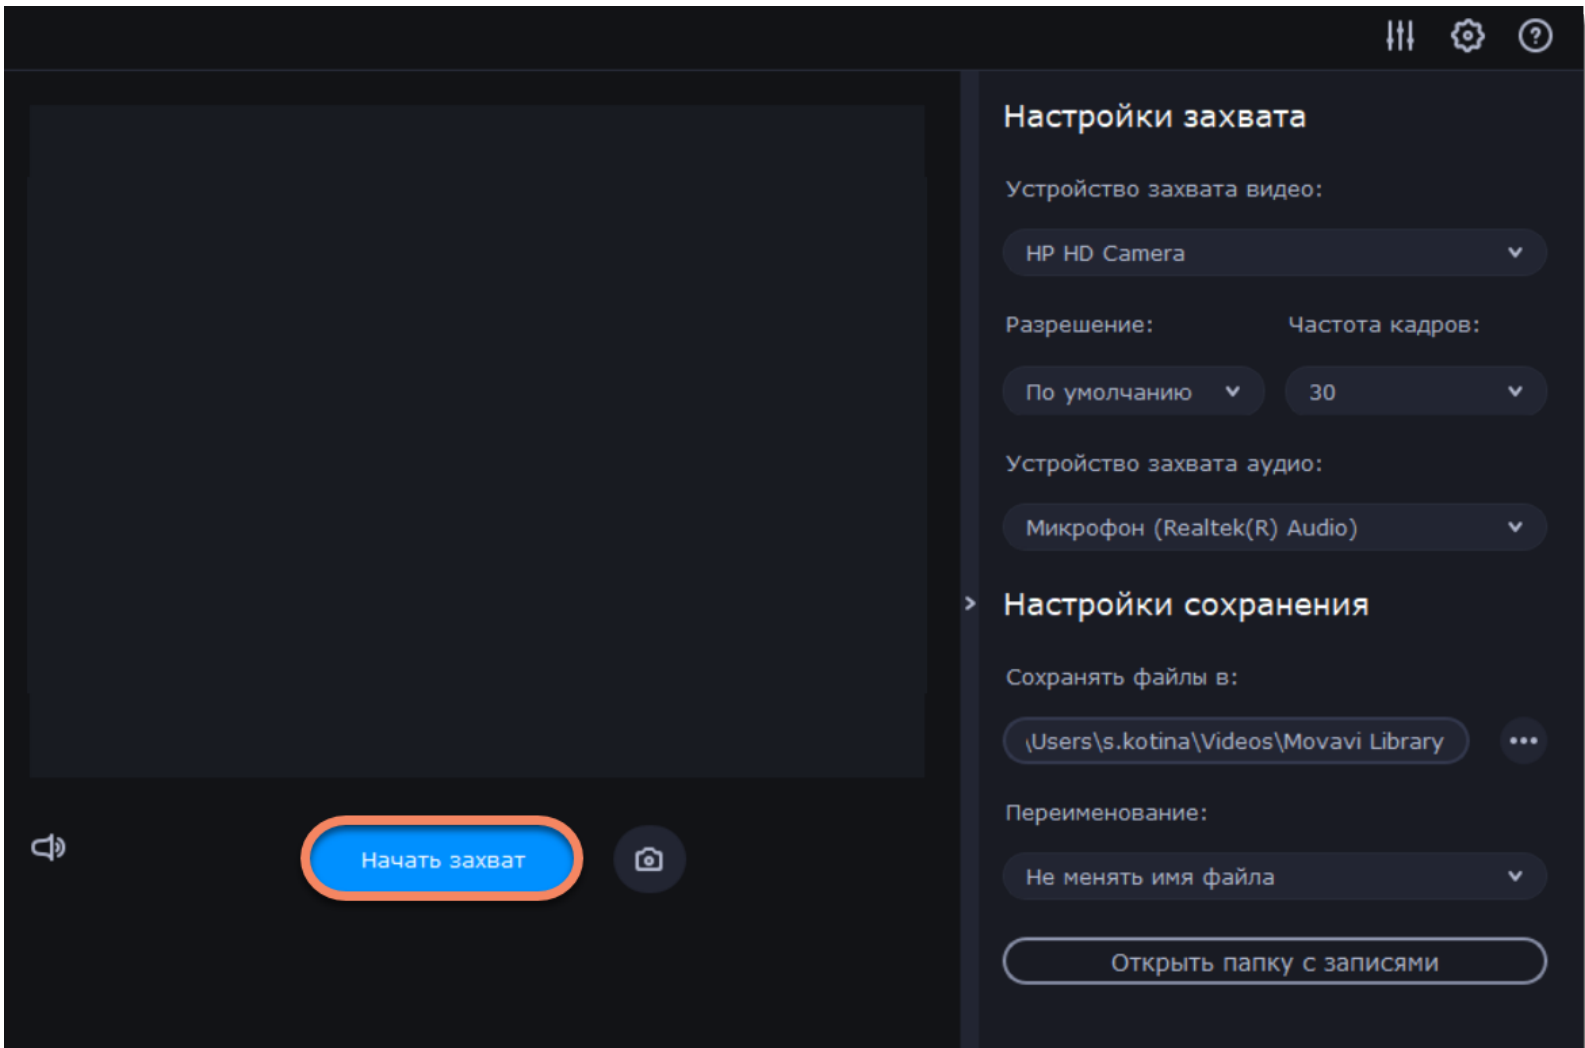 Настройки захвата
Устройство захвата видео:
HP HD Camera
Разрешение:
Частота кадров:
По умолчанию
30
Устройство захвата аудио:
Микрофон (Realtek(R) Audio)
Настройки сохранения
Сохранять файлы в:
\Users\s.kotina\Videos\Movavi Library
Переименование:
Не менять имя файла
Открыть папку с записями
Начать захват